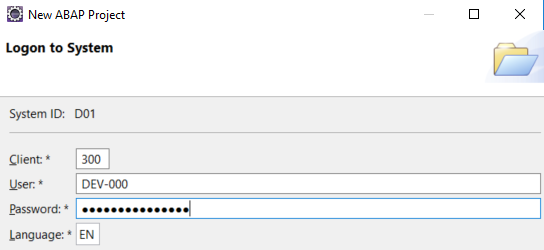 New ABAP Project
Logon to System
System ID: D01
Client: * 300
User: * DEV-000
Password: * ●●●●●●●●●●●●●●●
Language: * EN